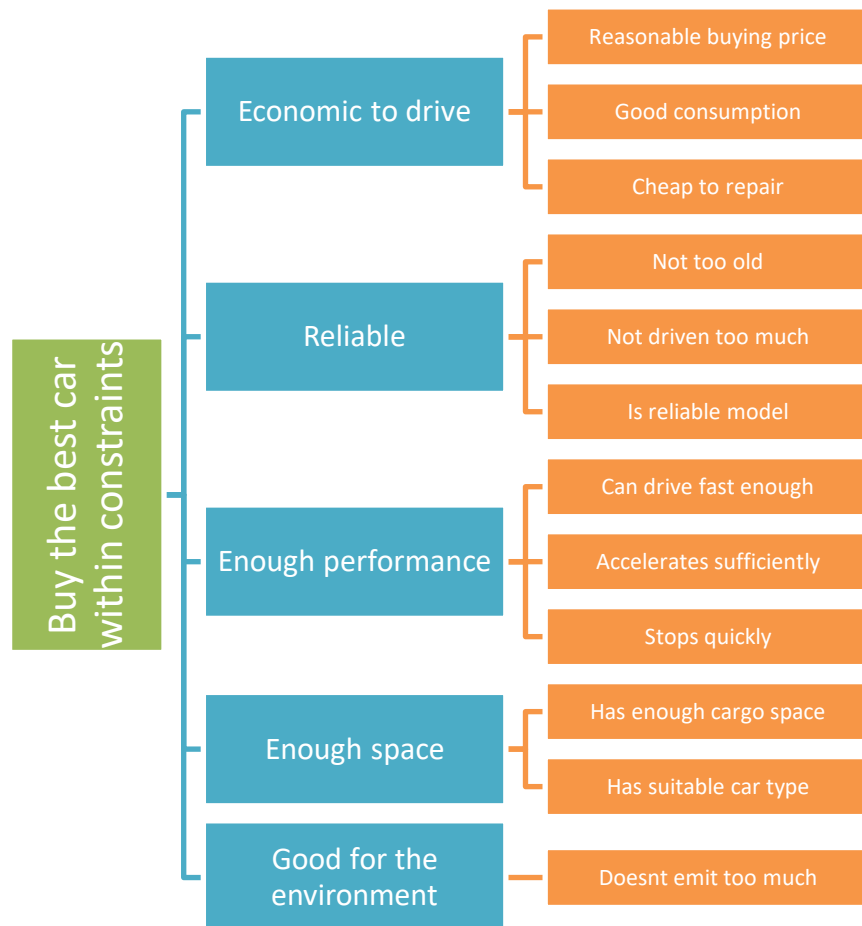 Buy the best car
within constraints
Economic to drive
Reasonable buying price
Good consumption
Cheap to repair
Reliable
Not too old
Not driven too much
Is reliable model
Enough performance
Can drive fast enough
Accelerates sufficiently
Stops quickly
Enough space
Has enough cargo space
Has suitable car type
Good for the
environment
Doesnt emit too much